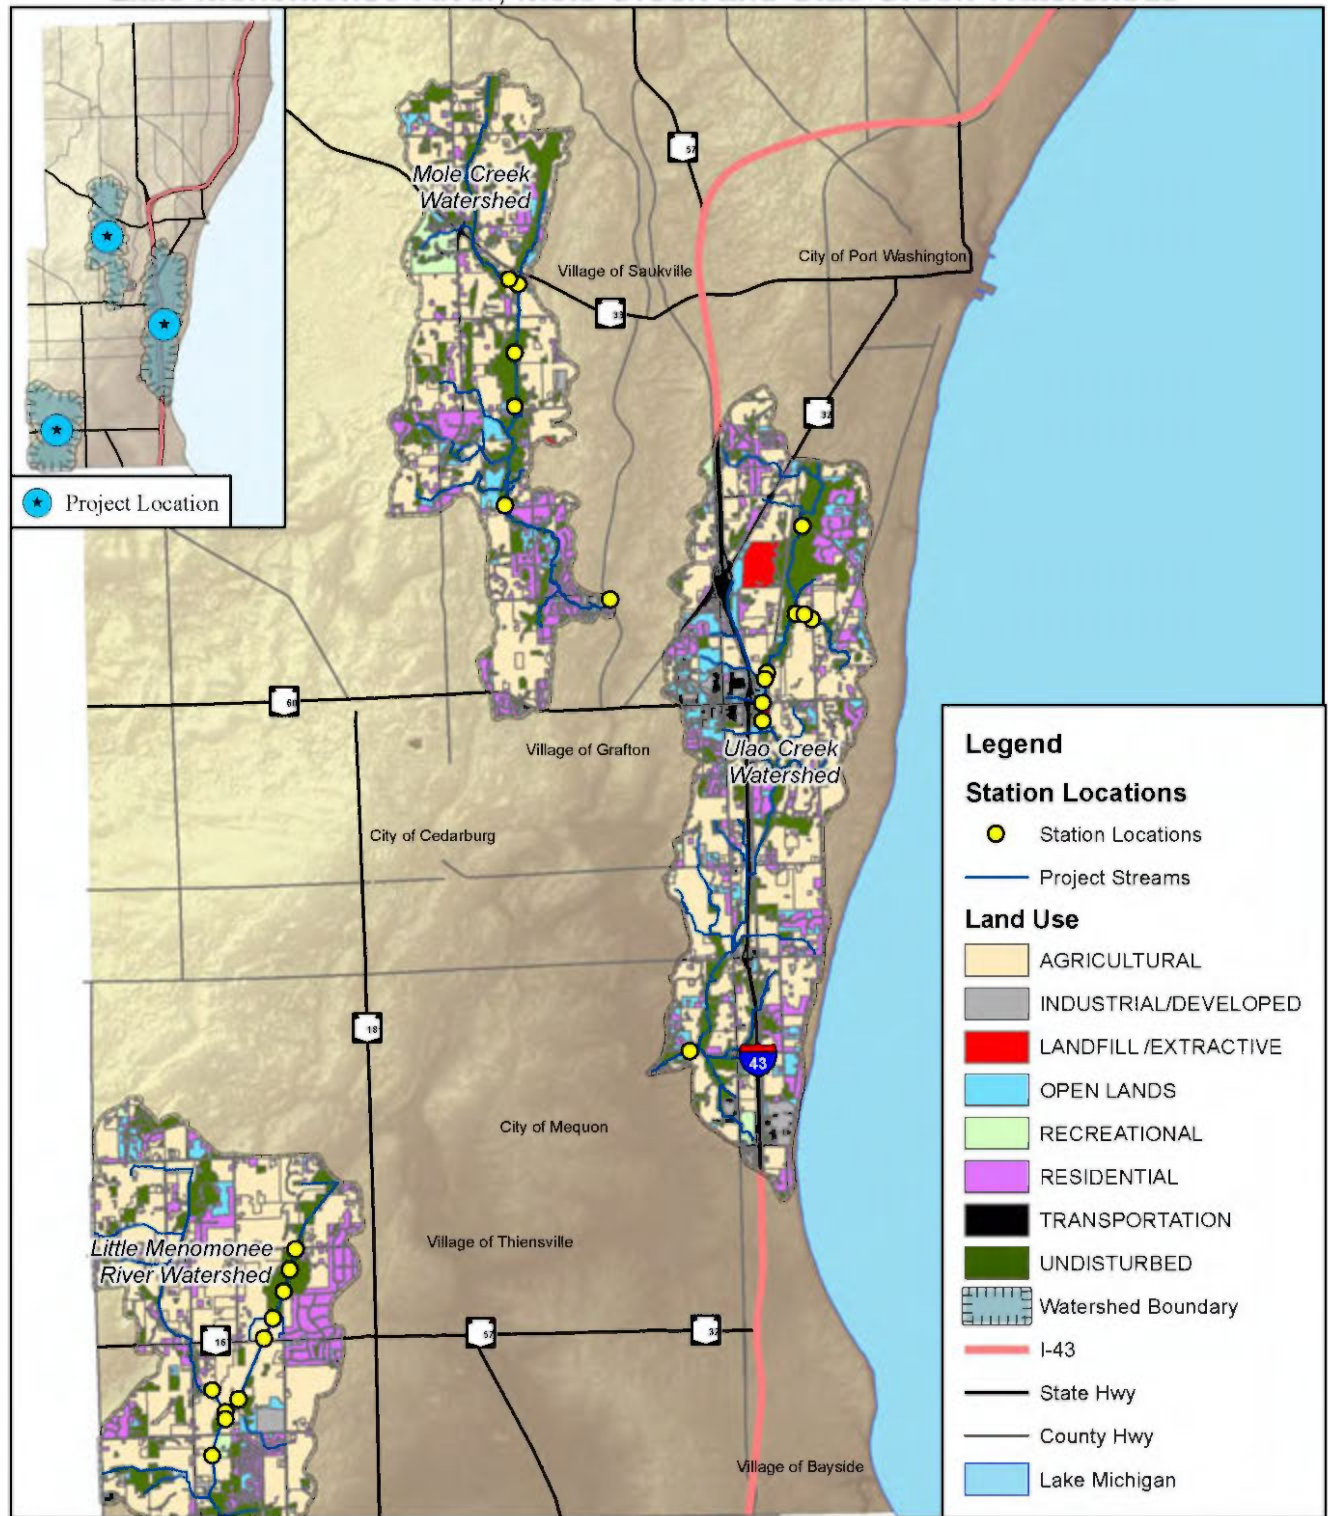 Project Location
Mole Creek
Watershed
57
Village of Saukville
City of Port Washington
33
32
60
Village of Grafton
Ulao Creek
Watershed
City of Cedarburg
18
43
City of Mequon
Little Menomonee
River Watershed
Village of Thiensville
16
57
32
Village of Bayside
Legend
Station Locations
Station Locations
Project Streams
Land Use
AGRICULTURAL
INDUSTRIAL/DEVELOPED
LANDFILL/EXTRACTIVE
OPEN LANDS
RECREATIONAL
RESIDENTIAL
TRANSPORTATION
UNDISTURBED
Watershed Boundary
I-43
State Hwy
County Hwy
Lake Michigan